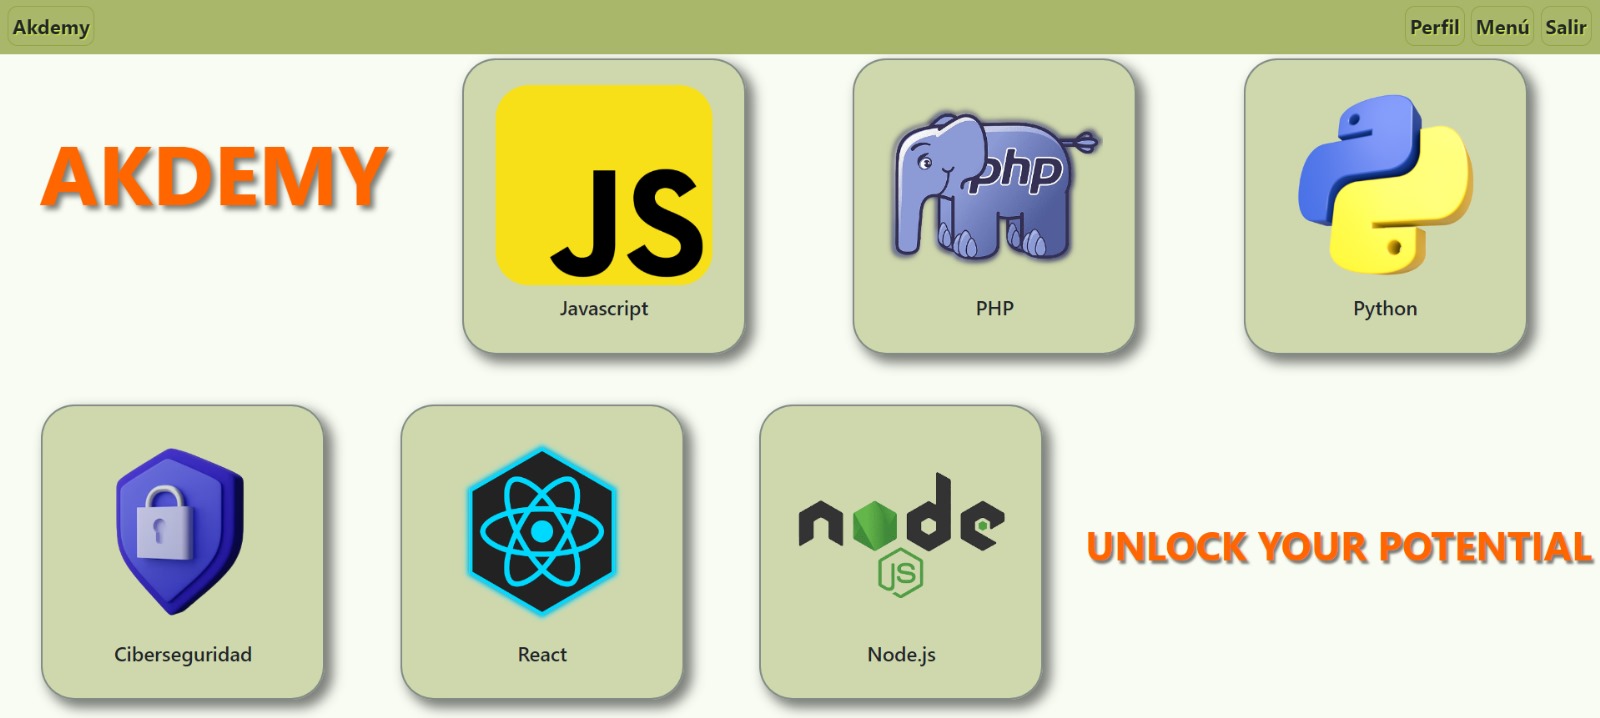 Akdemy
Perfil Menú Salir
AKDEMY
JS
Javascript
php
PHP
Python
Ciberseguridad
React
node
JS
Node.js
UNLOCK YOUR POTENTIAL